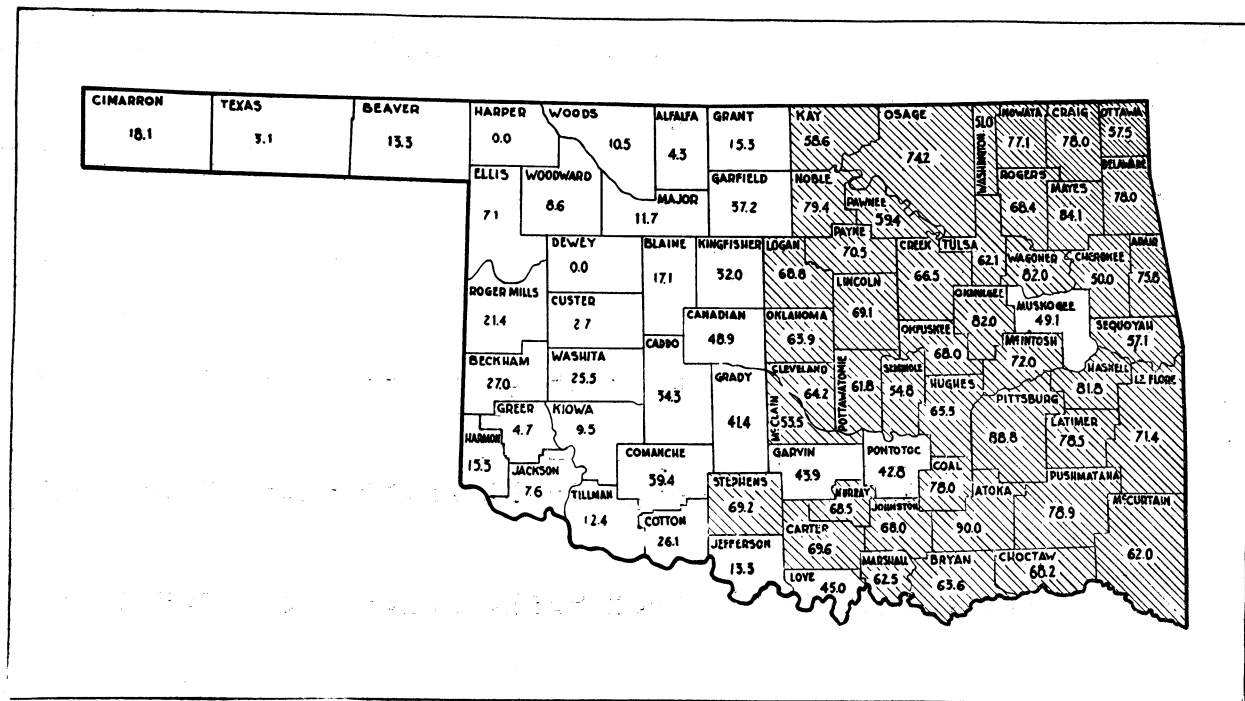 CIMARRON
18.1
TEXAS
3.1
BEAVER
13.3
HARPER
0.0
WOODS
10.5
ALFALFA
4.3
GRANT
15.3
KAY
58.6
OSAGE
74.2
WASHINGTON
51.0
NOWATA
77.1
CRAIG
78.0
OTTAWA
57.5
ELLIS
7.1
WOODWARD
8.6
MAJOR
11.7
GARFIELD
37.2
NOBLE
79.4
PAWNEE
59.4
ROGERS
68.4
MAYES
84.1
DELAWARE
78.0
DEWEY
0.0
BLAINE
17.1
KINGFISHER
32.0
LOGAN
68.8
PAYNE
70.5
CREEK
66.5
TULSA
62.1
WAGONER
82.0
CHEROKEE
50.0
ADAIR
75.8
ROGER MILLS
21.4
CUSTER
2.7
CANADIAN
48.9
OKLAHOMA
63.9
LINCOLN
69.1
OKMULGEE
82.0
MUSKOGEE
49.1
SEQUOYAH
57.1
BECKHAM
27.0
WASHITA
25.5
CADDO
34.3
GRADY
41.4
CLEVELAND
64.2
McCLAIN
53.5
POTTAWATOMIE
61.8
SEMINOLE
54.8
OKFUSKEE
68.0
McINTOSH
72.0
HASKELL
81.8
LE FLORE
71.4
HUGHES
65.5
PITTSBURG
88.8
LATIMER
78.5
GREER
4.7
KIOWA
9.5
HARMON
15.5
JACKSON
7.6
TILLMAN
12.4
COMANCHE
59.4
COTTON
26.1
STEPHENS
69.2
JEFFERSON
13.3
GARVIN
43.9
PONTOTOC
42.8
COAL
78.0
ATOKA
90.0
PUSHMATAHA
78.9
McCURTAIN
62.0
MURRAY
68.5
JOHNSTON
68.0
CARTER
69.6
LOVE
45.0
MARSHALL
62.5
BRYAN
63.6
CHOCTAW
68.2